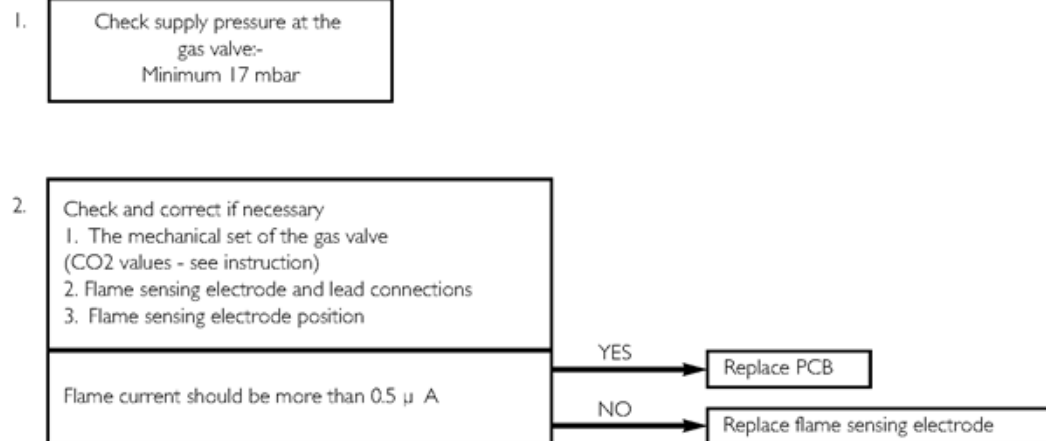 1.
Check supply pressure at the
gas valve:-
Minimum 17 mbar
2.
Check and correct if necessary
1. The mechanical set of the gas valve
(CO2 values - see instruction)
2. Flame sensing electrode and lead connections
3. Flame sensing electrode position
Flame current should be more than 0.5 μ A
YES
Replace PCB
NO
Replace flame sensing electrode